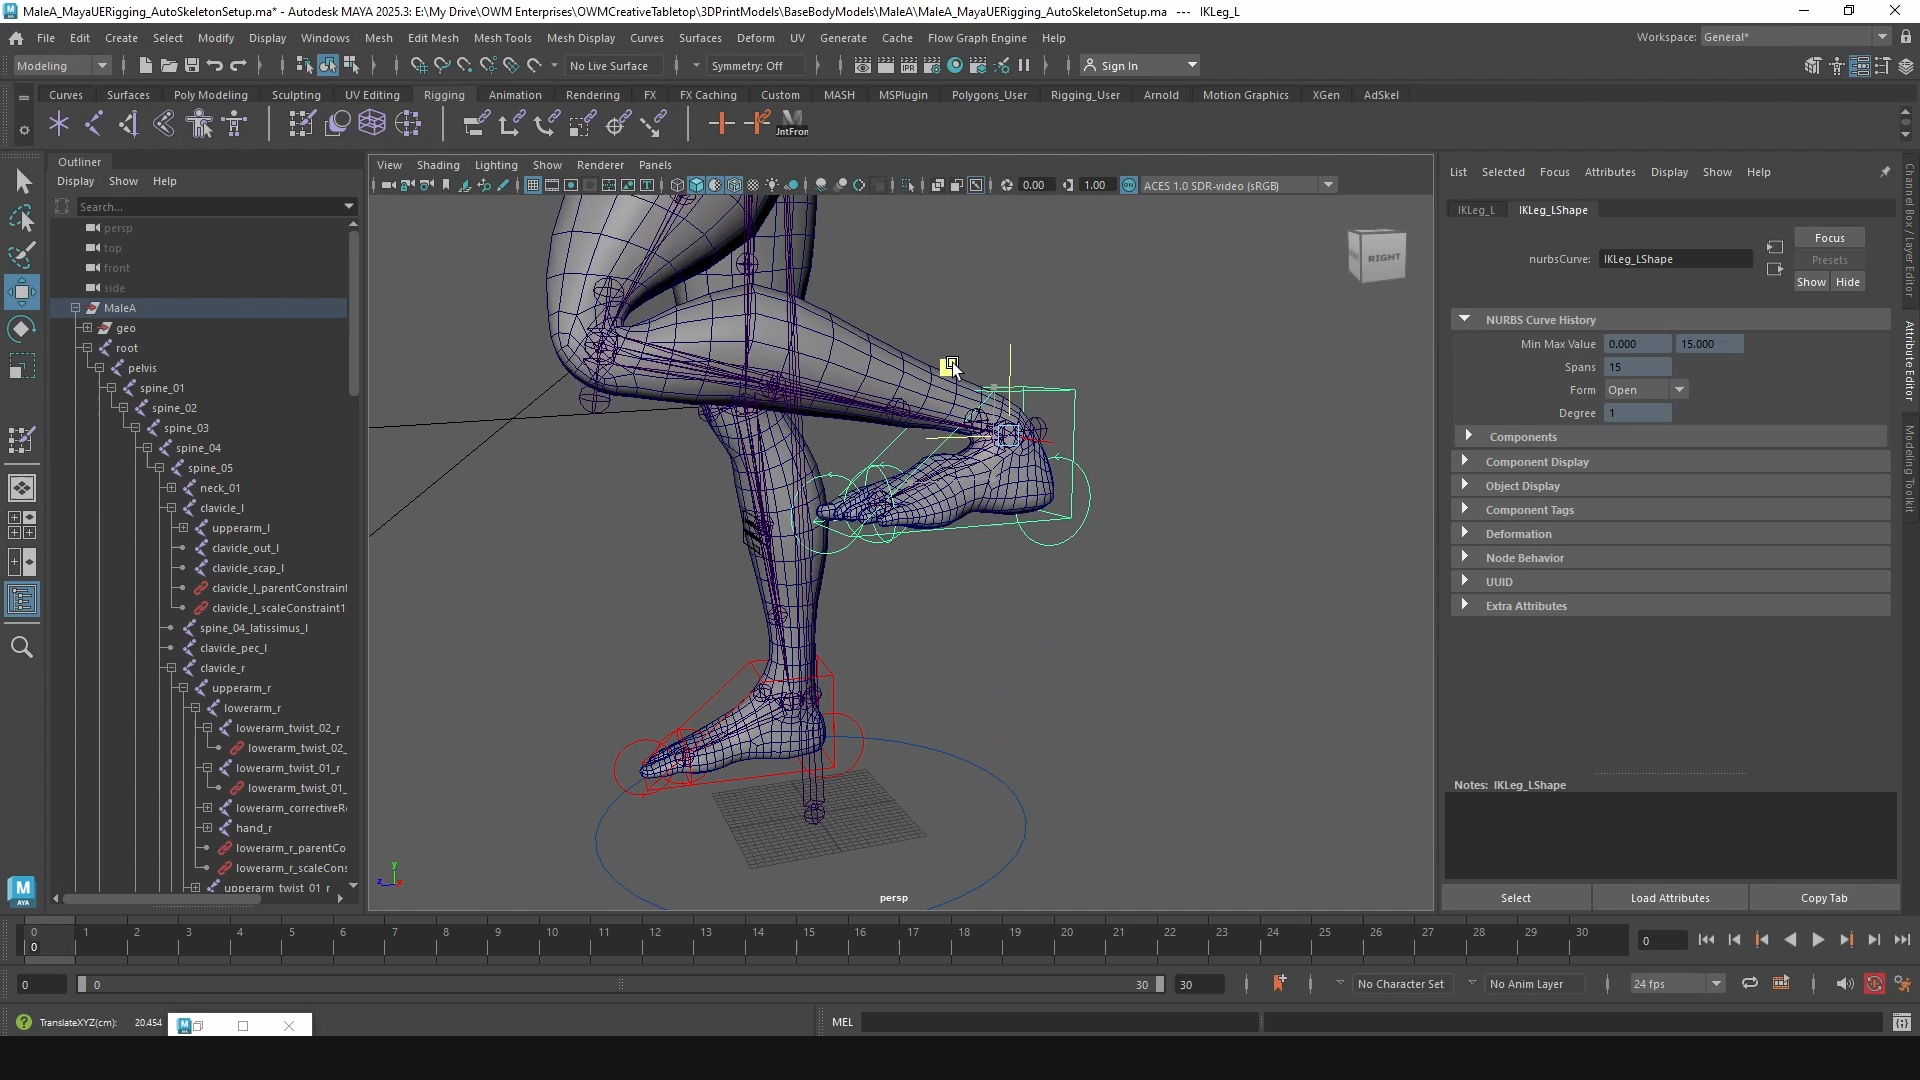 MaleA_MayaUERigging_AutoSkeletonSetup.ma* - Autodesk MAYA 2025.3: E:\My Drive\OWM Enterprises\OWMCreativeTabletop\3DPrintModels\BaseBodyModels\MaleA\MaleA_MayaUERigging_AutoSkeletonSetup.ma --- IKLeg_L
File Edit Create Select Modify Display Windows Mesh Edit Mesh Mesh Tools Mesh Display Curves Surfaces Deform UV Generate Cache Flow Graph Engine Help
Workspace: General*
Modeling No Live Surface Symmetry: Off Sign In
Curves Surfaces Poly Modeling Sculpting UV Editing Rigging Animation Rendering FX FX Caching Custom MASH MSPlugin Polygons_User Rigging_User Arnold Motion Graphics XGen AdSkel
JntFron
Outliner
Display Show Help
Search...
persp
top
front
side
MaleA
geo
root
pelvis
spine_01
spine_02
spine_03
spine_04
spine_05
neck_01
clavicle_l
upperarm_l
clavicle_out_l
clavicle_scap_l
clavicle_l_parentConstraint
clavicle_l_scaleConstraint1
spine_04_latissimus_l
clavicle_pec_l
clavicle_r
upperarm_r
lowerarm_r
lowerarm_twist_02_r
lowerarm_twist_02_
lowerarm_twist_01_r
lowerarm_twist_01_
lowerarm_correctiveR
hand_r
lowerarm_r_parentCo
lowerarm_r_scaleCons
upperarm_twist_01_r
View Shading Lighting Show Renderer Panels
0.00 1.00 ACES 1.0 SDR-video (sRGB)
RIGHT
persp
y
z x
List Selected Focus Attributes Display Show Help
IKLeg_L IKLeg_LShape
nurbsCurve: IKLeg_LShape
Focus
Presets
Show Hide
NURBS Curve History
Min Max Value 0.000 15.000
Spans 15
Form Open
Degree 1
Components
Component Display
Object Display
Component Tags
Deformation
Node Behavior
UUID
Extra Attributes
Notes: IKLeg_LShape
Select Load Attributes Copy Tab
Channel Box / Layer Editor
Attribute Editor
Modeling Toolkit
0 1 2 3 4 5 6 7 8 9 10 11 12 13 14 15 16 17 18 19 20 21 22 23 24 25 26 27 28 29 30
0
0
0 0 30 30 No Character Set No Anim Layer 24 fps
TranslateXYZ(cm): 20.454
MEL
M
AYA